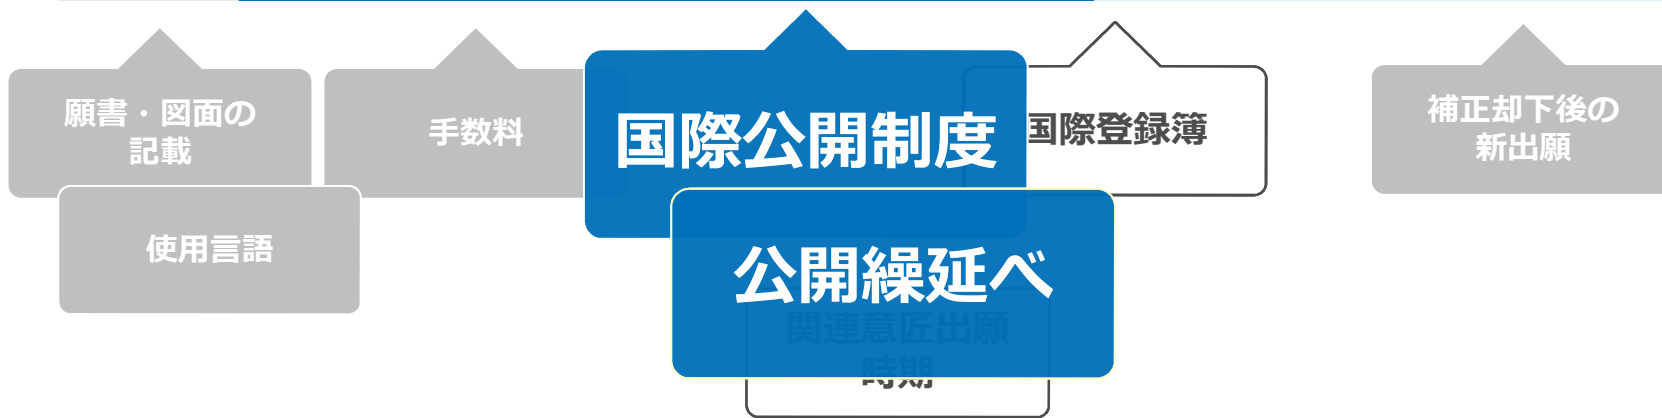 願書・図面の
記載
手数料
国際公開制度
国際登録簿
補正却下後の
新出願
使用言語
公開繰延べ
関連意匠出願
時期